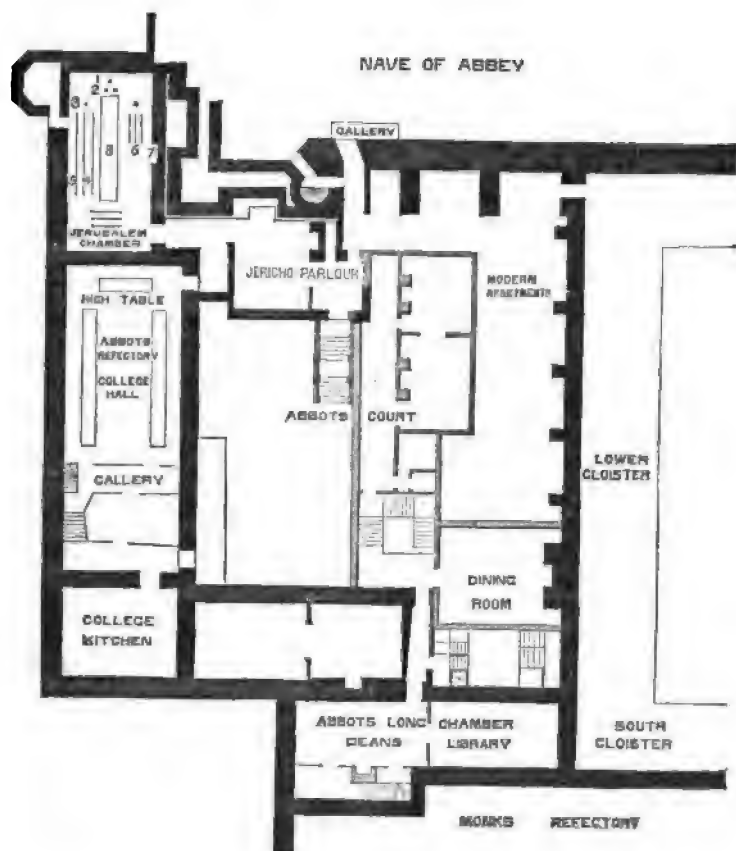 NAVE OF ABBEY
GALLERY
1
2
3
8
6
7
5
4
JERUSALEM
CHAMBER
JERICHO PARLOUR
MODERN
APARTMENTS
HIGH TABLE
ABBOTS
REFECTORY
COLLEGE
HALL
ABBOTS COURT
GALLERY
LOWER
CLOISTER
DINING
ROOM
COLLEGE
KITCHEN
ABBOTS LONG CHAMBER
DEANS LIBRARY
SOUTH
CLOISTER
MONKS REFECTORY